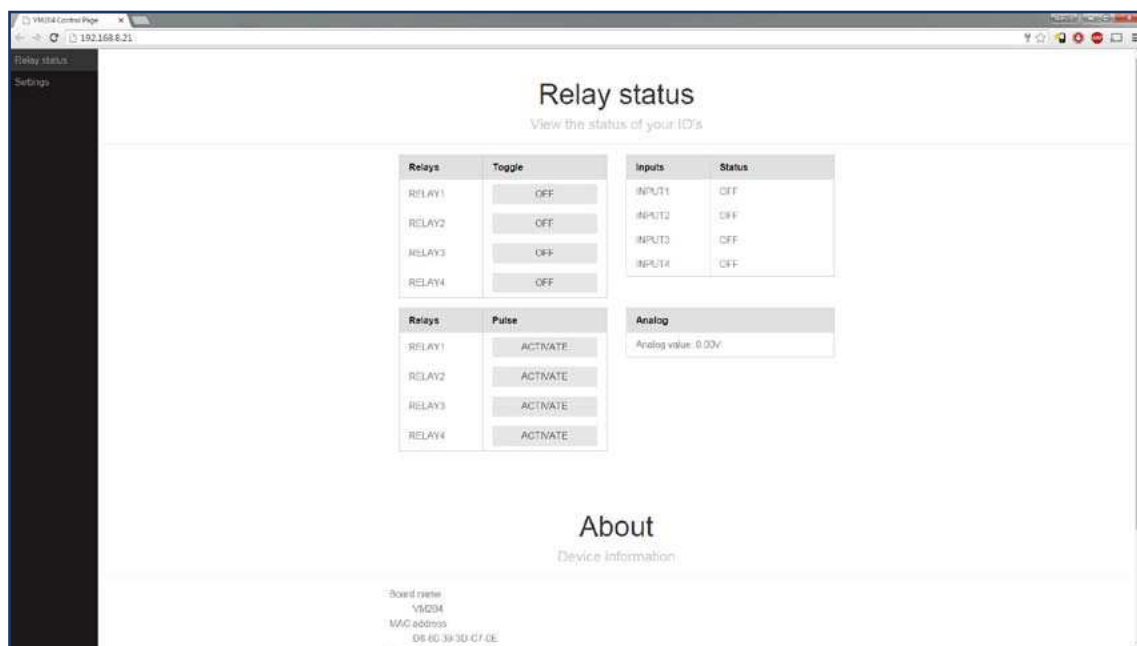 VM204 Control Page
192.168.8.21
Relay status
Settings
Relay status
View the status of your IO's
Relays Toggle
RELAY1 OFF
RELAY2 OFF
RELAY3 OFF
RELAY4 OFF
Inputs Status
INPUT1 OFF
INPUT2 OFF
INPUT3 OFF
INPUT4 OFF
Relays Pulse
RELAY1 ACTIVATE
RELAY2 ACTIVATE
RELAY3 ACTIVATE
RELAY4 ACTIVATE
Analog
Analog value: 0.00V
About
Device information
Board name
VM204
MAC address
D8-80-39-3D-C7-0E